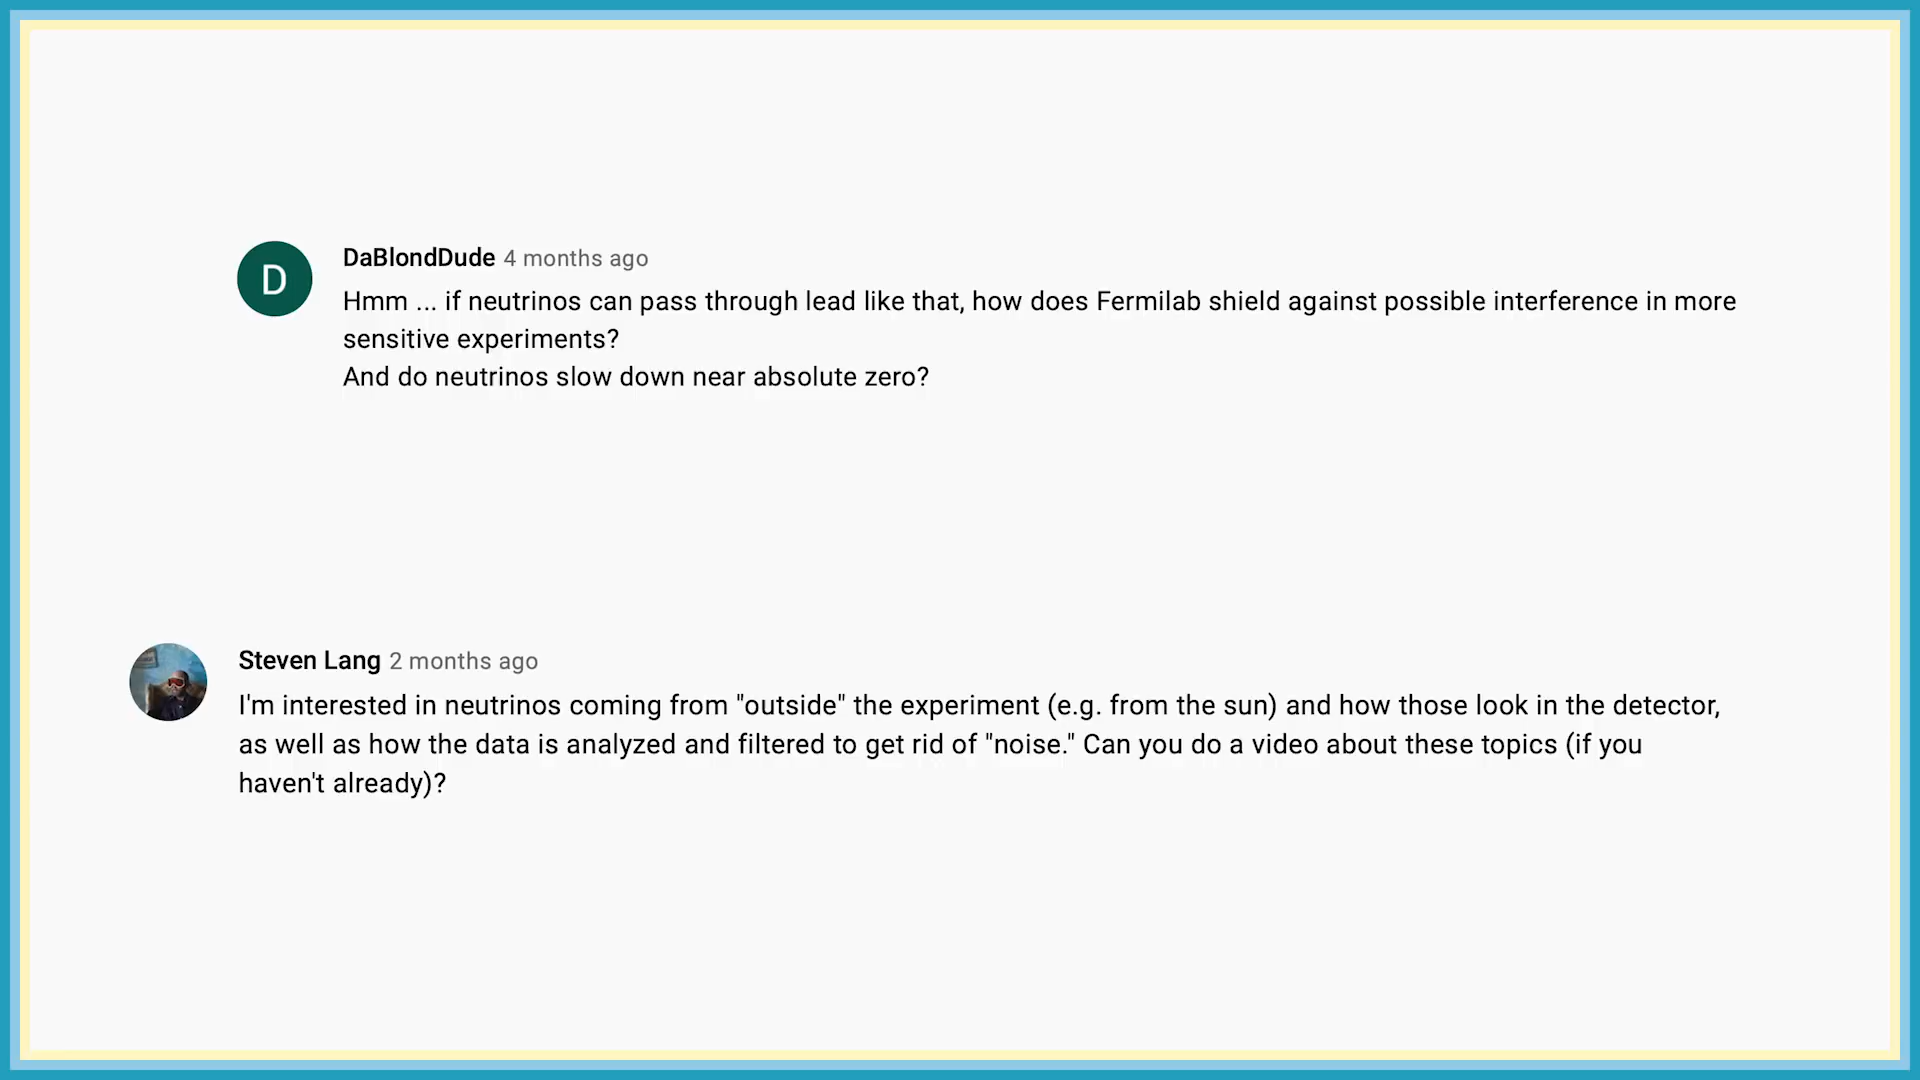 D
DaBlondDude 4 months ago
Hmm ... if neutrinos can pass through lead like that, how does Fermilab shield against possible interference in more
sensitive experiments?
And do neutrinos slow down near absolute zero?
Steven Lang 2 months ago
I'm interested in neutrinos coming from "outside" the experiment (e.g. from the sun) and how those look in the detector,
as well as how the data is analyzed and filtered to get rid of "noise." Can you do a video about these topics (if you
haven't already)?